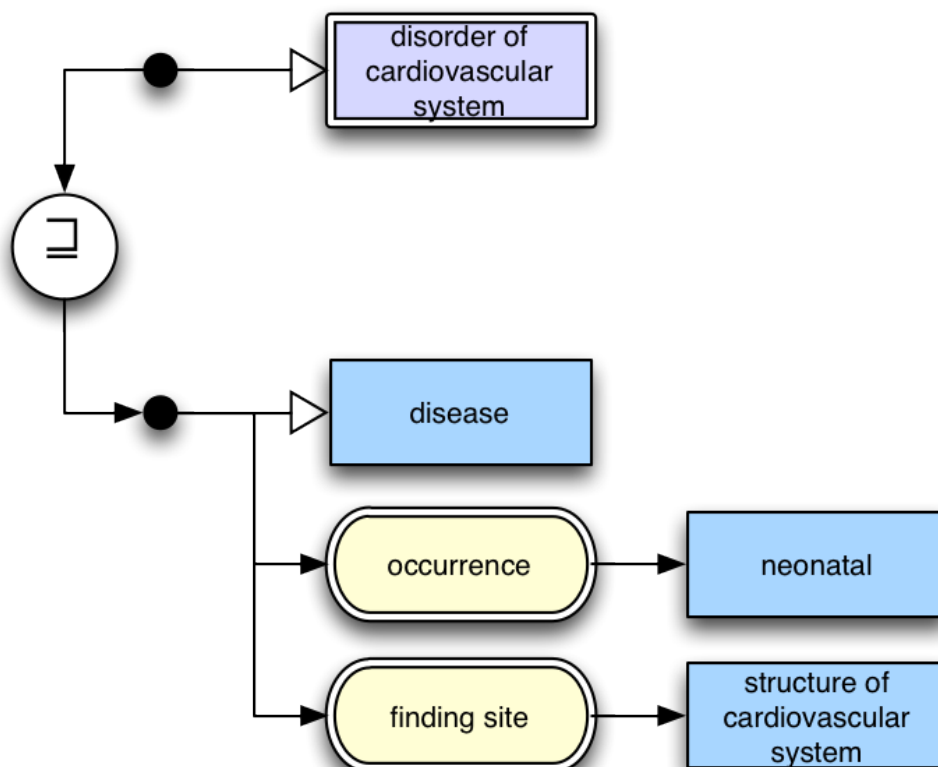 disorder of
cardiovascular
system
⊒
disease
occurrence
neonatal
finding site
structure of
cardiovascular
system